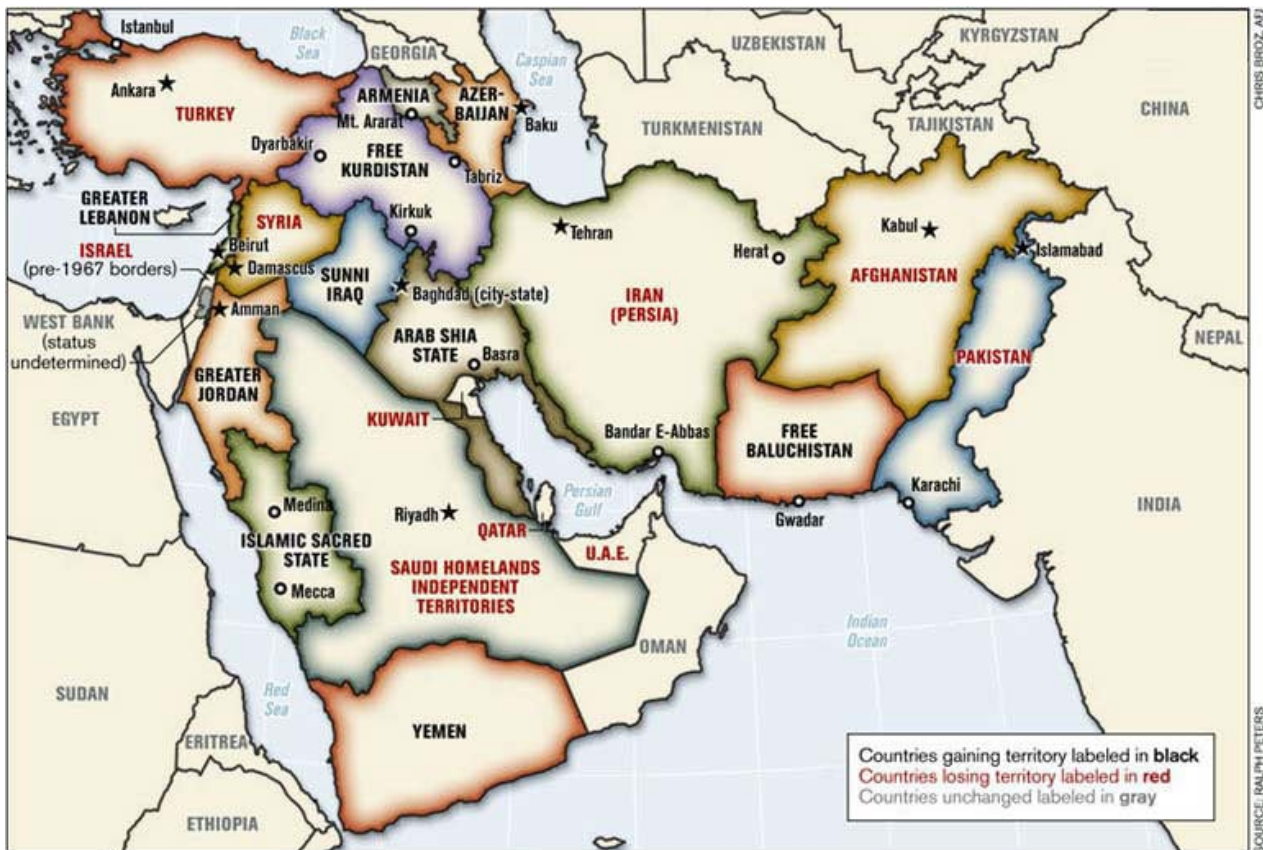 Istanbul
Black
Sea
GEORGIA
Caspian
Sea
UZBEKISTAN
KYRGYZSTAN
CHRIS BROZ, AFJ
Ankara
TURKEY
ARMENIA
AZER-
BAIJAN
Baku
TURKMENISTAN
TAJIKISTAN
CHINA
Mt. Ararat
Dyarbakir
FREE
KURDISTAN
Tabriz
GREATER
LEBANON
SYRIA
Kirkuk
Tehran
Herat
Kabul
Islamabad
ISRAEL
(pre-1967 borders)
Beirut
Damascus
SUNNI
IRAQ
Baghdad (city-state)
IRAN
(PERSIA)
AFGHANISTAN
WEST BANK
(status
undetermined)
Amman
ARAB SHIA
STATE
Basra
NEPAL
PAKISTAN
GREATER
JORDAN
EGYPT
KUWAIT
Bandar E-Abbas
FREE
BALUCHISTAN
Karachi
Medina
Persian
Gulf
Gwadar
INDIA
Riyadh
QATAR
ISLAMIC SACRED
STATE
U.A.E.
Mecca
SAUDI HOMELANDS
INDEPENDENT
TERRITORIES
Indian
Ocean
OMAN
SUDAN
Red
Sea
YEMEN
ERITREA
ETHIOPIA
Countries gaining territory labeled in black
Countries losing territory labeled in red
Countries unchanged labeled in gray
SOURCE: RALPH PETERS